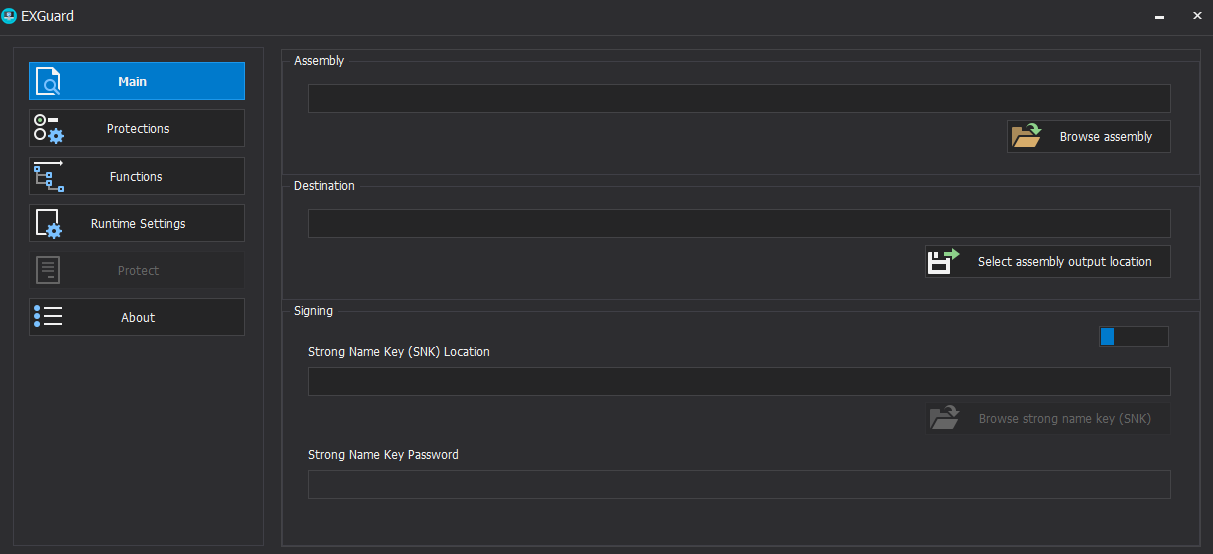 EXGuard
Main
Protections
Functions
Runtime Settings
Protect
About
Assembly
Browse assembly
Destination
Select assembly output location
Signing
Strong Name Key (SNK) Location
Browse strong name key (SNK)
Strong Name Key Password